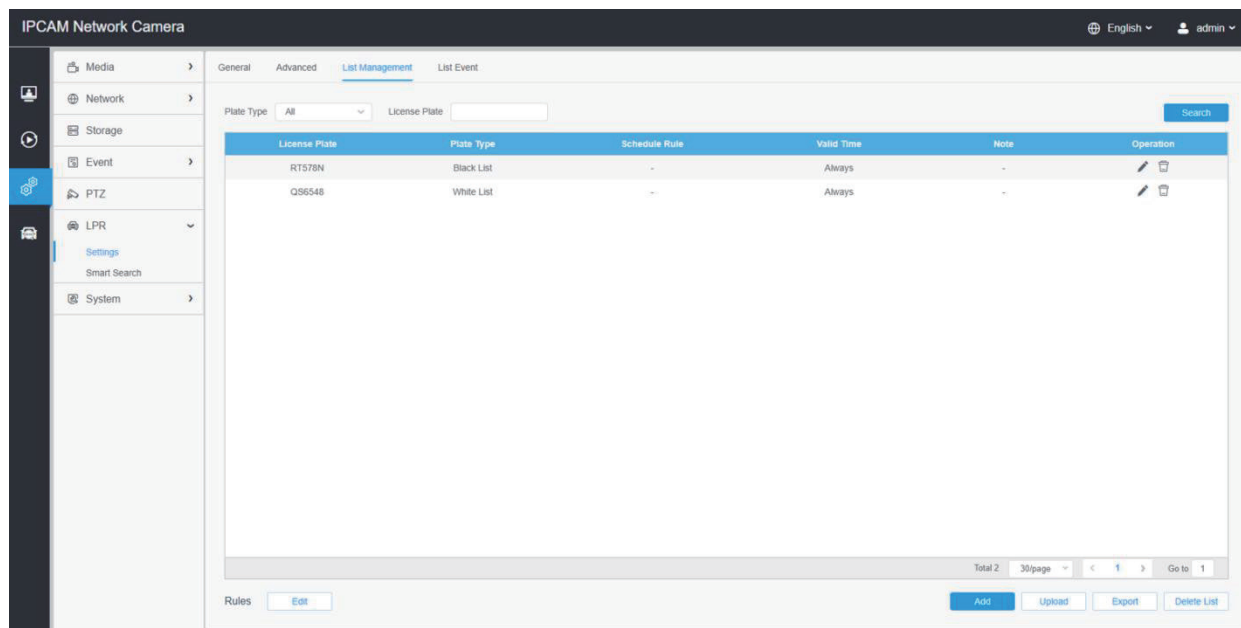 IPCAM Network Camera
English
admin
Media
Network
Storage
Event
PTZ
LPR
Settings
Smart Search
System
General Advanced List Management List Event
Plate Type All License Plate Search
License Plate Plate Type Schedule Rule Valid Time Note Operation
RT578N Black List - Always -
QS6548 White List - Always -
Total 2 30/page < 1 > Go to 1
Rules Edit Add Upload Export Delete List